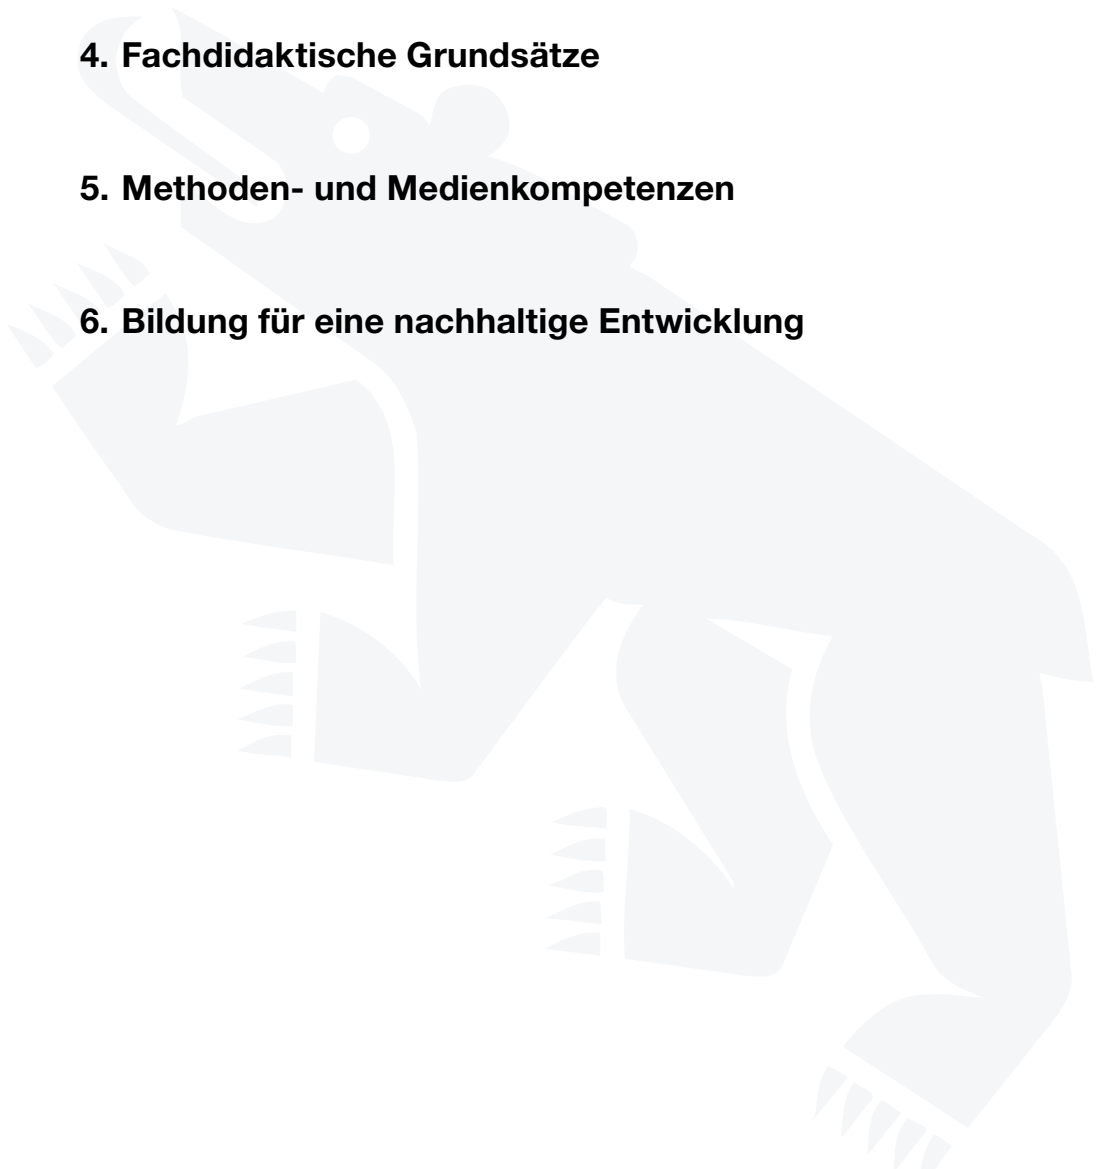 4. Fachdidaktische Grundsätze
5. Methoden- und Medienkompetenzen
6. Bildung für eine nachhaltige Entwicklung